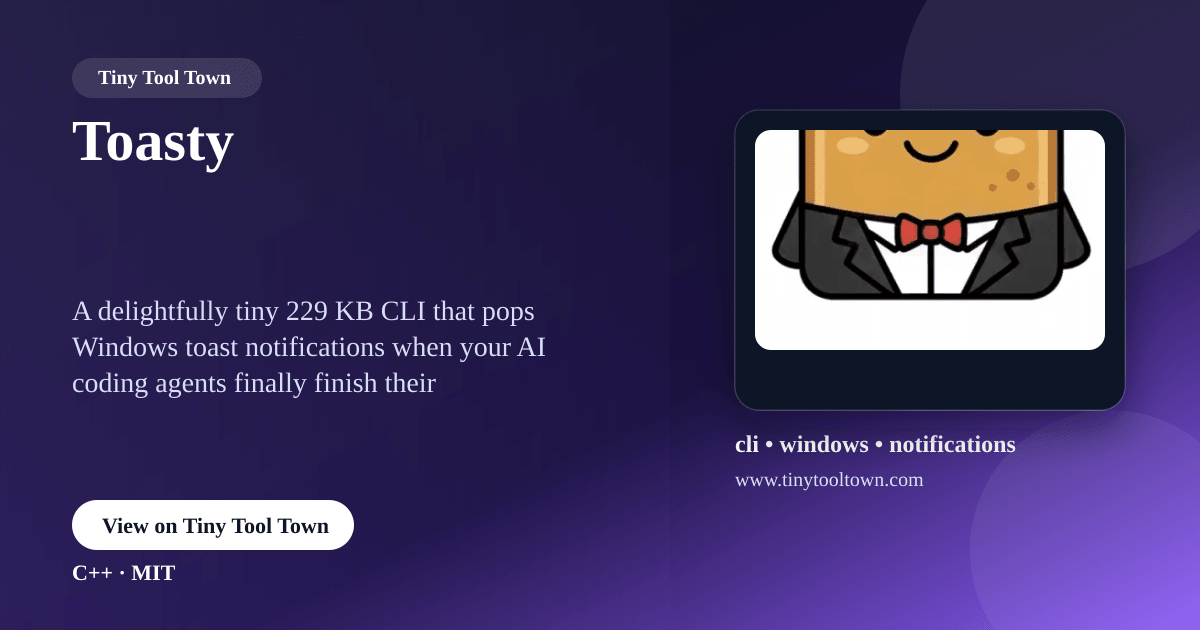 Tiny Tool Town
Toasty
A delightfully tiny 229 KB CLI that pops
Windows toast notifications when your AI
coding agents finally finish their
View on Tiny Tool Town
C++ · MIT
cli • windows • notifications
www.tinytooltown.com